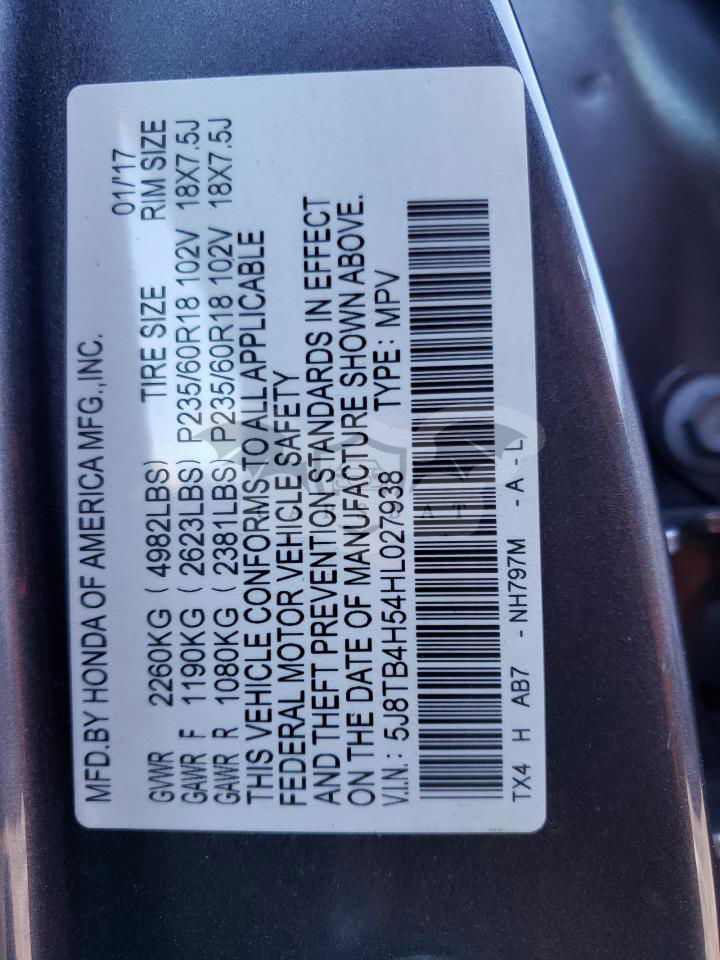 MFD.BY HONDA OF AMERICA MFG.,INC. 01/'17
GVWR 2260KG ( 4982LBS) TIRE SIZE RIM SIZE
GAWR F 1190KG ( 2623LBS) P235/60R18 102V 18X7.5J
GAWR R 1080KG ( 2381LBS) P235/60R18 102V 18X7.5J
THIS VEHICLE CONFORMS TO ALL APPLICABLE
FEDERAL MOTOR VEHICLE SAFETY
AND THEFT PREVENTION STANDARDS IN EFFECT
ON THE DATE OF MANUFACTURE SHOWN ABOVE.
V.I.N.: 5J8TB4H54HL027938 TYPE: MPV
TX4 H AB7 - NH797M - A - L